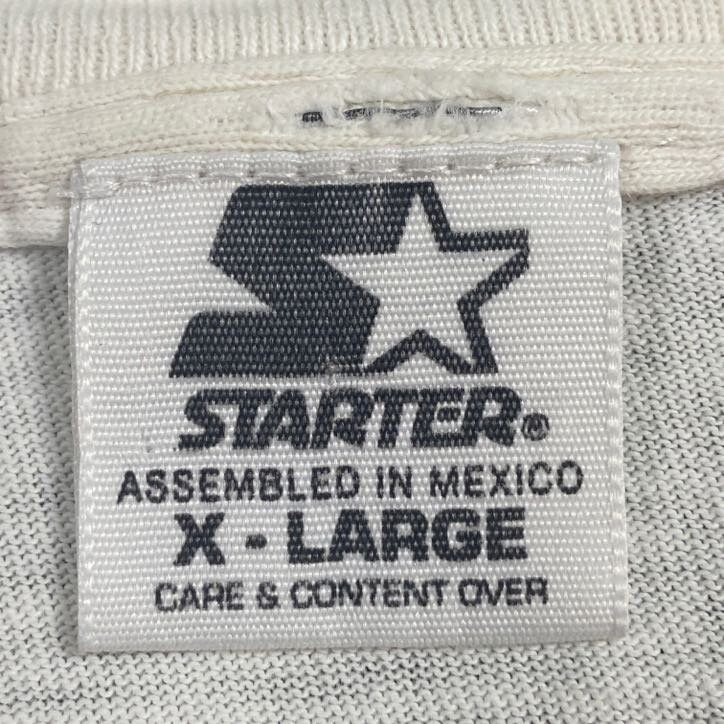 STARTER®
ASSEMBLED IN MEXICO
X-LARGE
CARE & CONTENT OVER